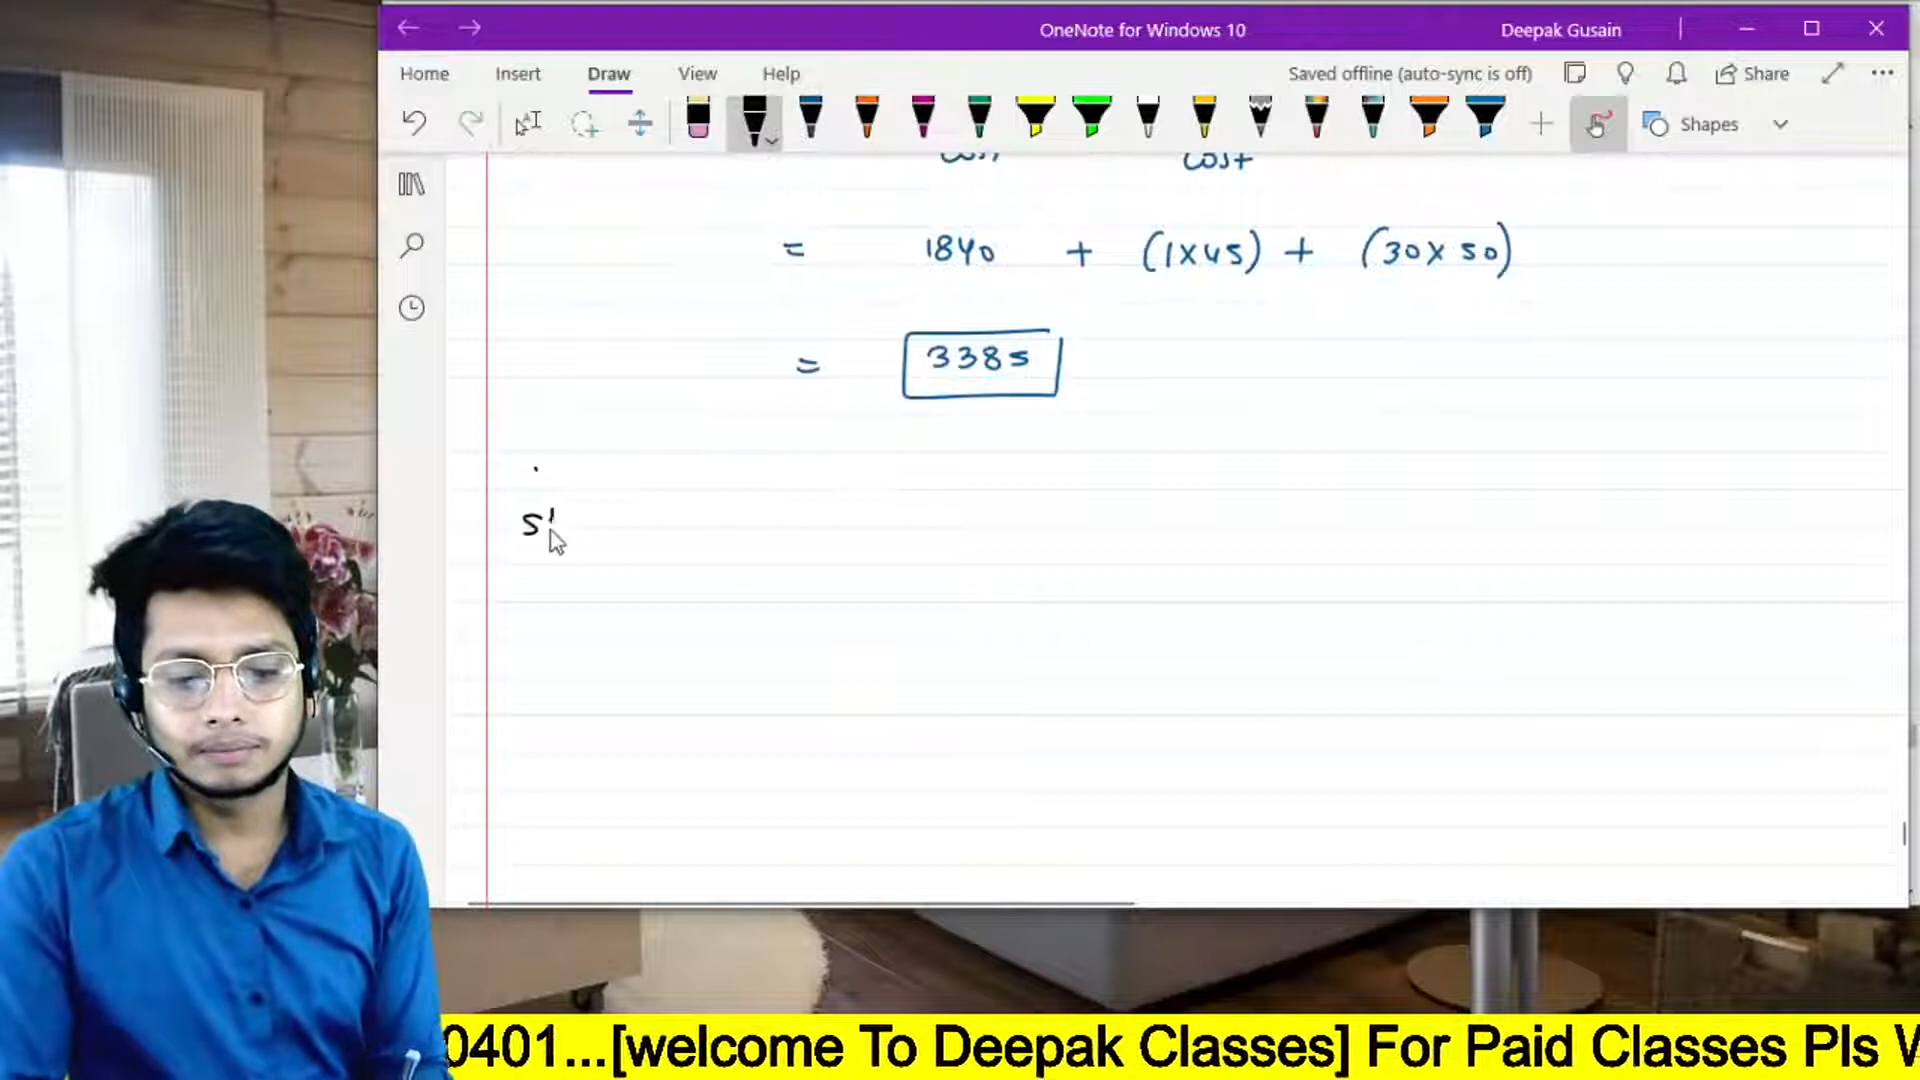 OneNote for Windows 10
Deepak Gusain
Home Insert Draw View Help Saved offline (auto-sync is off) Share
Shapes
cost
= 1840 + (1x45) + (30x50)
= 3385
0401...[welcome To Deepak Classes] For Paid Classes Pls